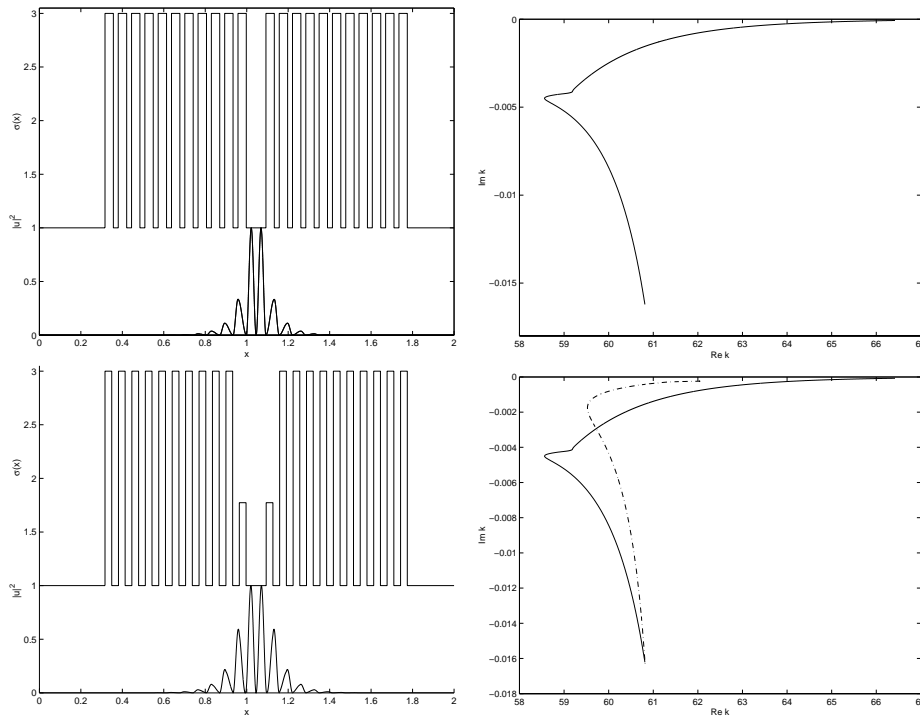 3
2.5
2
σ(x)
1.5
1
|u|²
0.5
0
0 0.2 0.4 0.6 0.8 1 1.2 1.4 1.6 1.8 2
x
0
−0.005
Im k
−0.01
−0.015
58 59 60 61 62 63 64 65 66 67
Re k
3
2.5
σ(x)
2
1.5
1
|u|²
0.5
0
0 0.2 0.4 0.6 0.8 1 1.2 1.4 1.6 1.8 2
x
0
−0.002
−0.004
−0.006
−0.008
Im k
−0.01
−0.012
−0.014
−0.016
−0.018
58 59 60 61 62 63 64 65 66 67
Re k